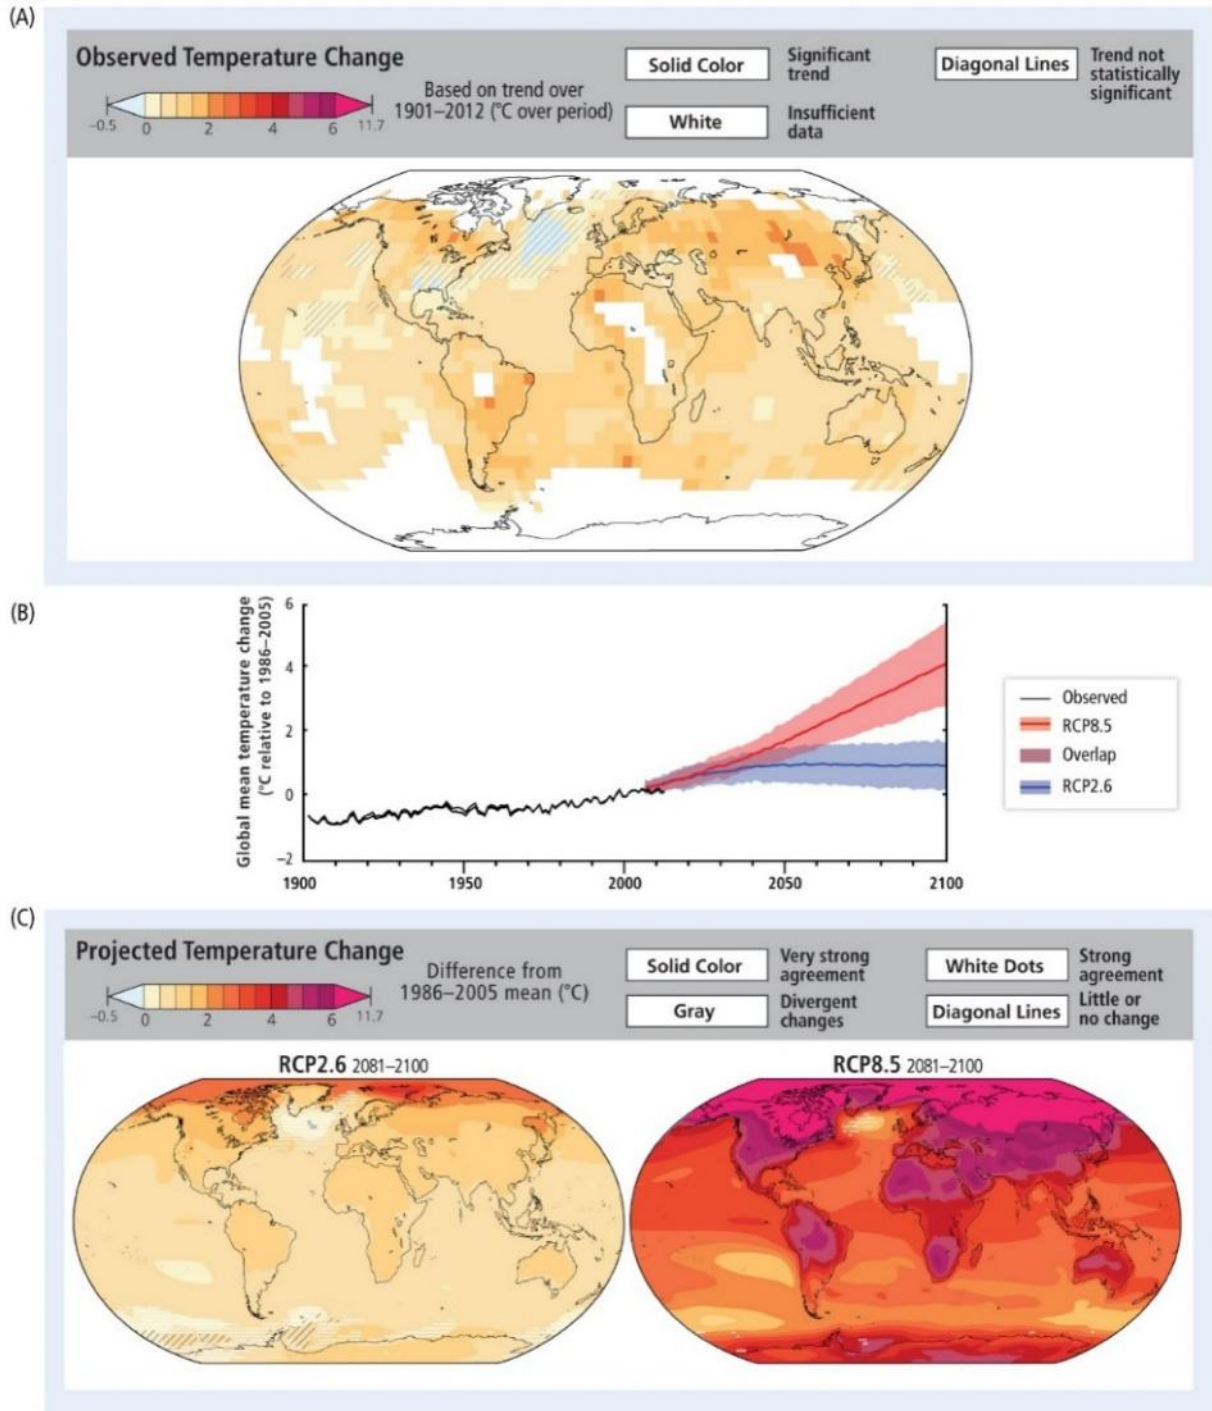 (A)
Observed Temperature Change
Based on trend over
1901–2012 (°C over period)
−0.5 0 2 4 6 11.7
Solid Color
Significant
trend
White
Insufficient
data
Diagonal Lines
Trend not
statistically
significant
(B)
Global mean temperature change
(°C relative to 1986–2005)
6
4
2
0
−2
1900 1950 2000 2050 2100
Observed
RCP8.5
Overlap
RCP2.6
(C)
Projected Temperature Change
Difference from
1986–2005 mean (°C)
−0.5 0 2 4 6 11.7
Solid Color
Very strong
agreement
Gray
Divergent
changes
White Dots
Strong
agreement
Diagonal Lines
Little or
no change
RCP2.6 2081–2100
RCP8.5 2081–2100